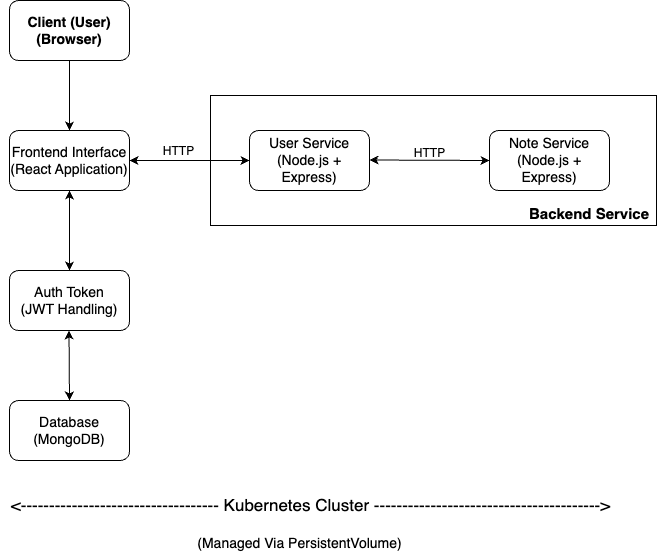 Client (User)
(Browser)
Frontend Interface
(React Application)
HTTP
User Service
(Node.js +
Express)
HTTP
Note Service
(Node.js +
Express)
Backend Service
Auth Token
(JWT Handling)
Database
(MongoDB)
Kubernetes Cluster
(Managed Via PersistentVolume)